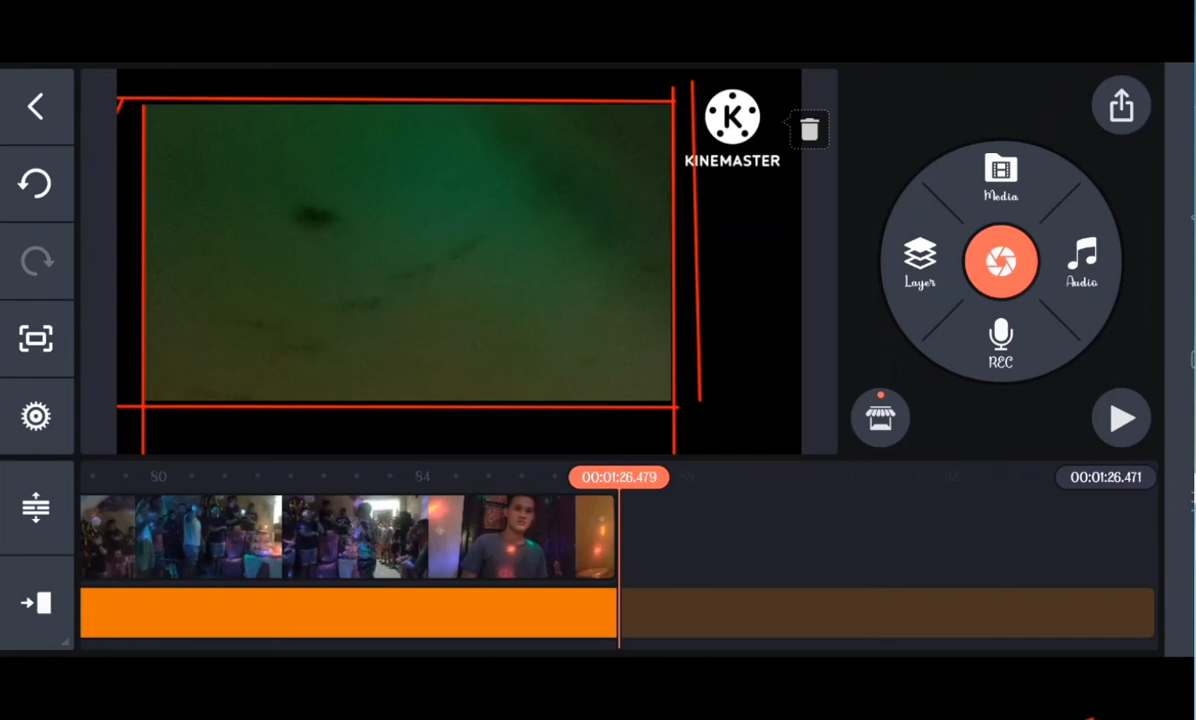 KINEMASTER
Media
Layer
Audio
REC
80
84
00:01:26.479
00:01:26.471